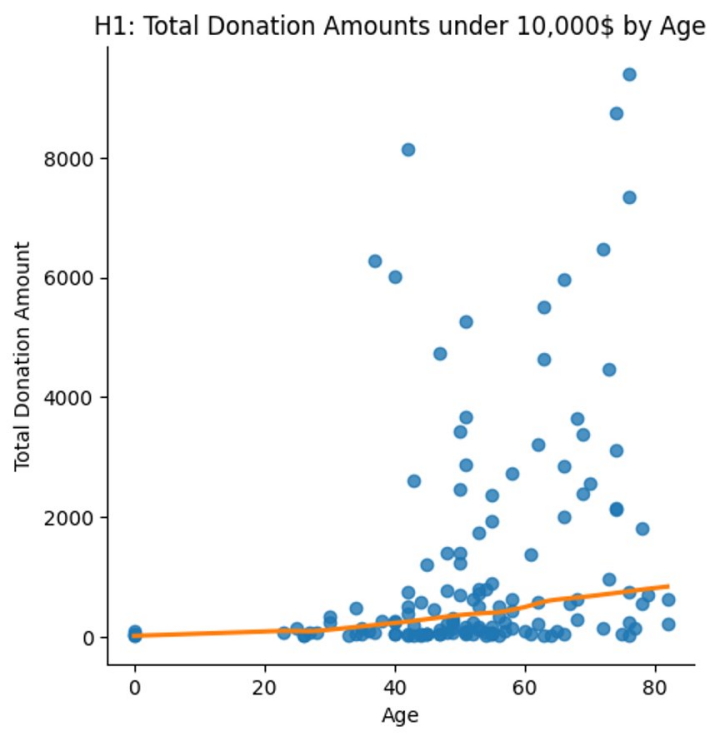 H1: Total Donation Amounts under 10,000$ by Age
8000
6000
4000
2000
0
Total Donation Amount
0 20 40 60 80
Age